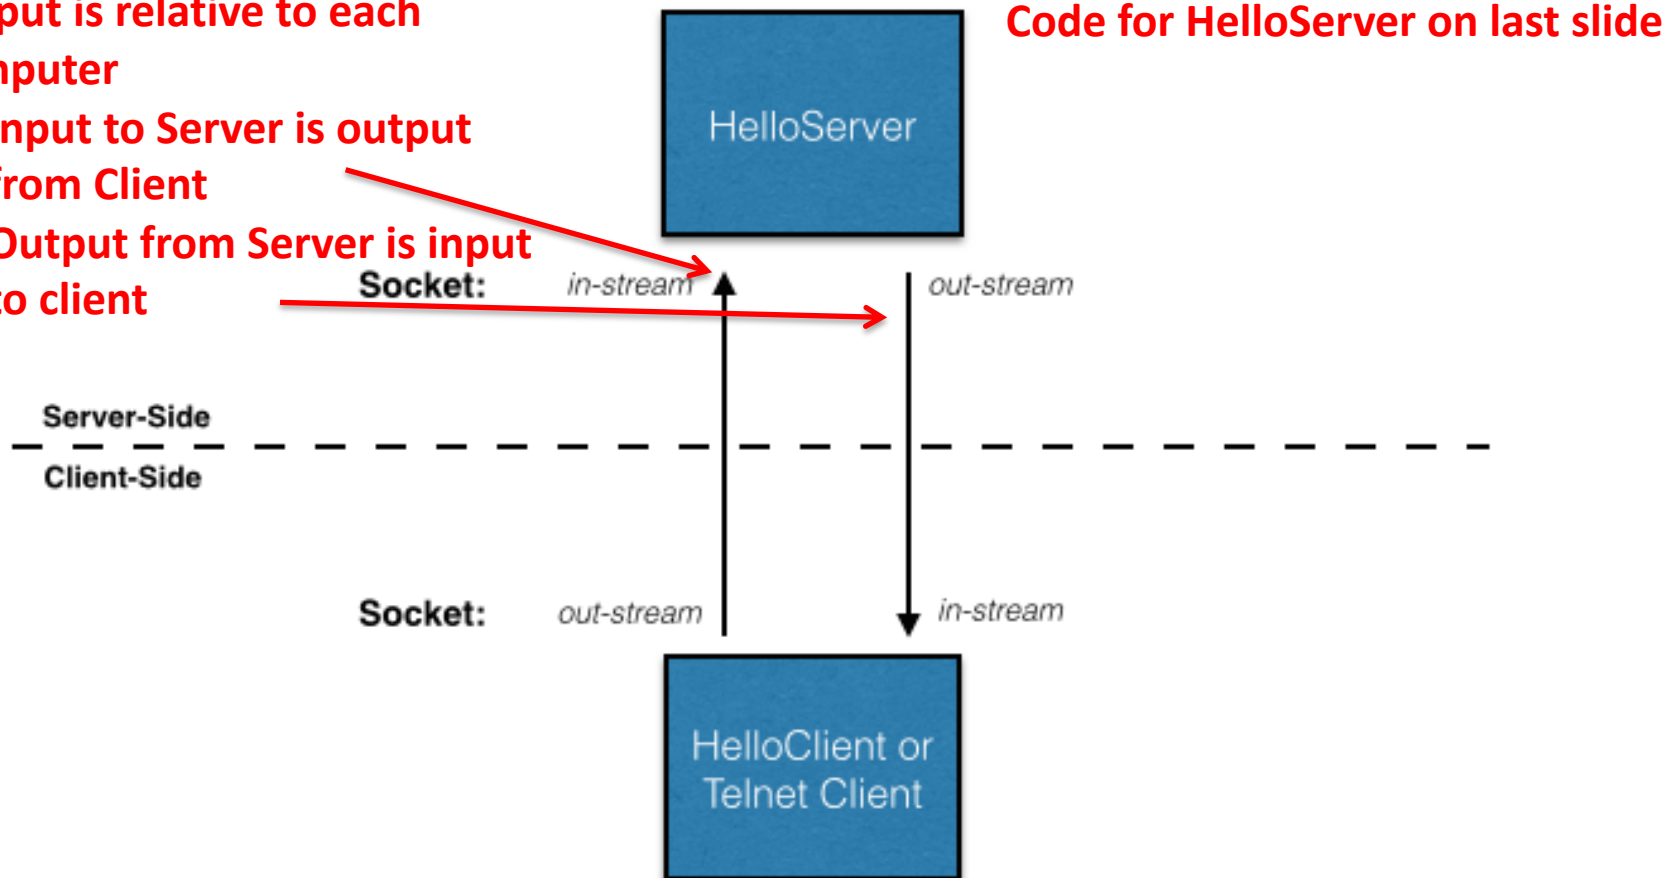 put is relative to each
nputer
Input to Server is output
from Client
Output from Server is input
to client
Code for HelloServer on last slide
HelloServer
Socket: in-stream out-stream
Server-Side
Client-Side
Socket: out-stream in-stream
HelloClient or
Telnet Client